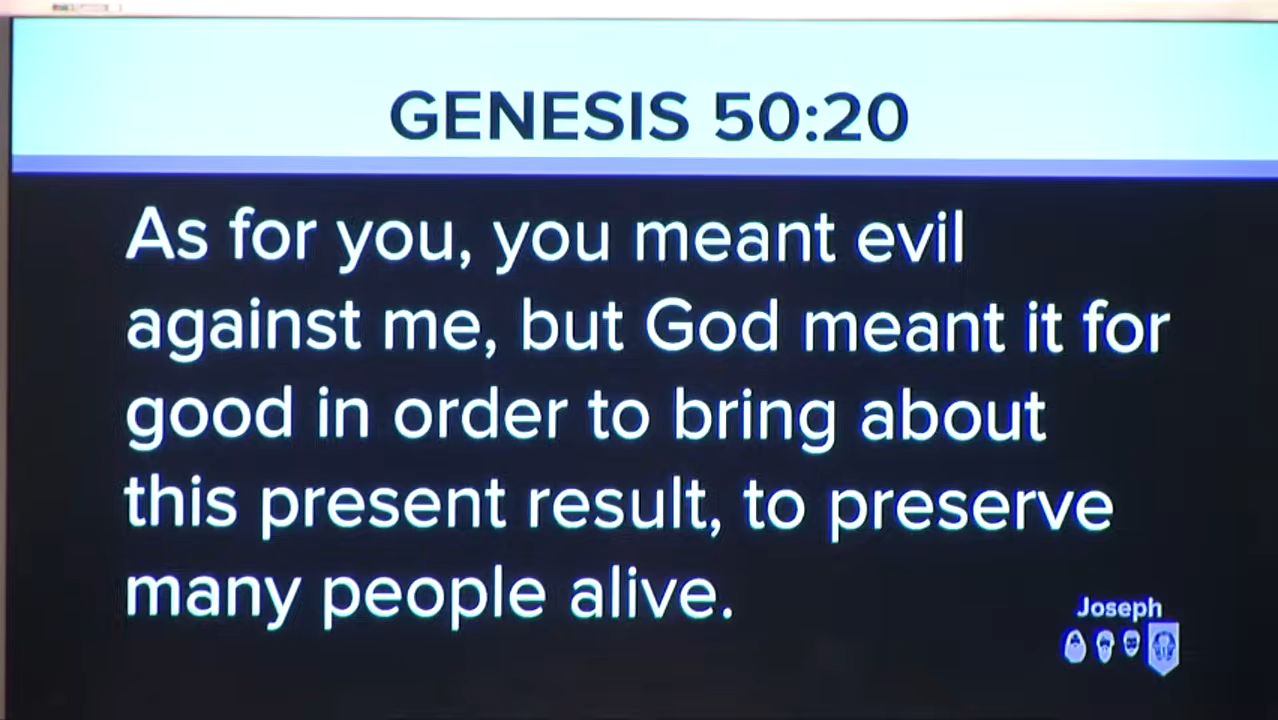 GENESIS 50:20
As for you, you meant evil
against me, but God meant it for
good in order to bring about
this present result, to preserve
many people alive.
Joseph